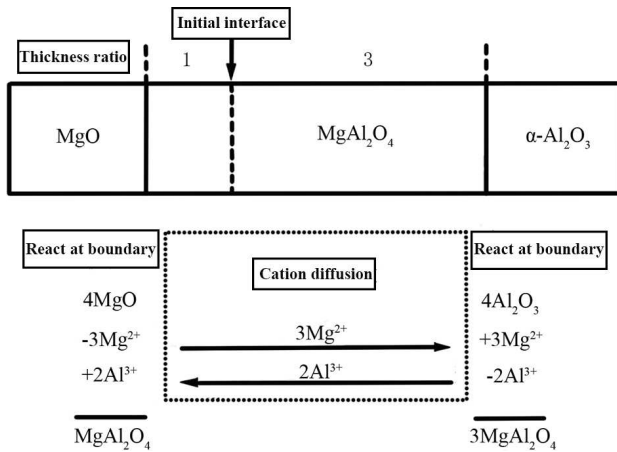 Initial interface
Thickness ratio
1
3
MgO
MgAl₂O₄
α-Al₂O₃
React at boundary
Cation diffusion
React at boundary
4MgO
4Al₂O₃
-3Mg²⁺
3Mg²⁺
+3Mg²⁺
+2Al³⁺
2Al³⁺
-2Al³⁺
MgAl₂O₄
3MgAl₂O₄